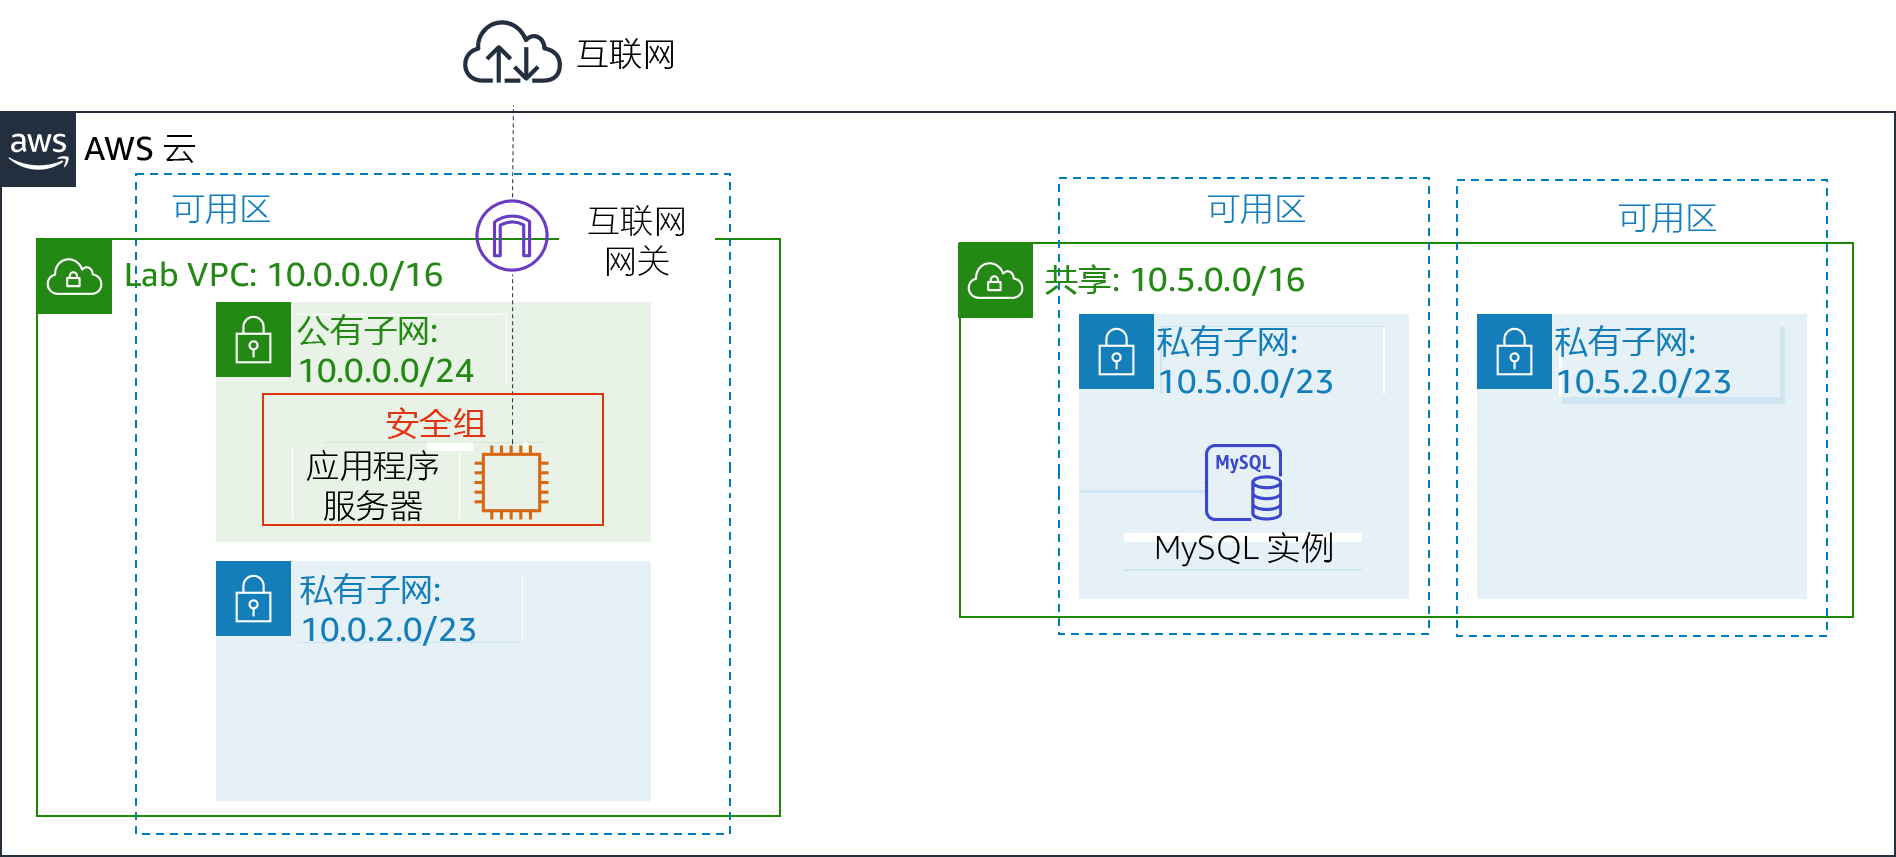 互联网
aws
AWS 云
可用区
互联网
网关
Lab VPC: 10.0.0.0/16
公有子网:
10.0.0.0/24
安全组
应用程序
服务器
私有子网:
10.0.2.0/23
可用区
可用区
共享: 10.5.0.0/16
私有子网:
10.5.0.0/23
MySQL
MySQL 实例
私有子网:
10.5.2.0/23